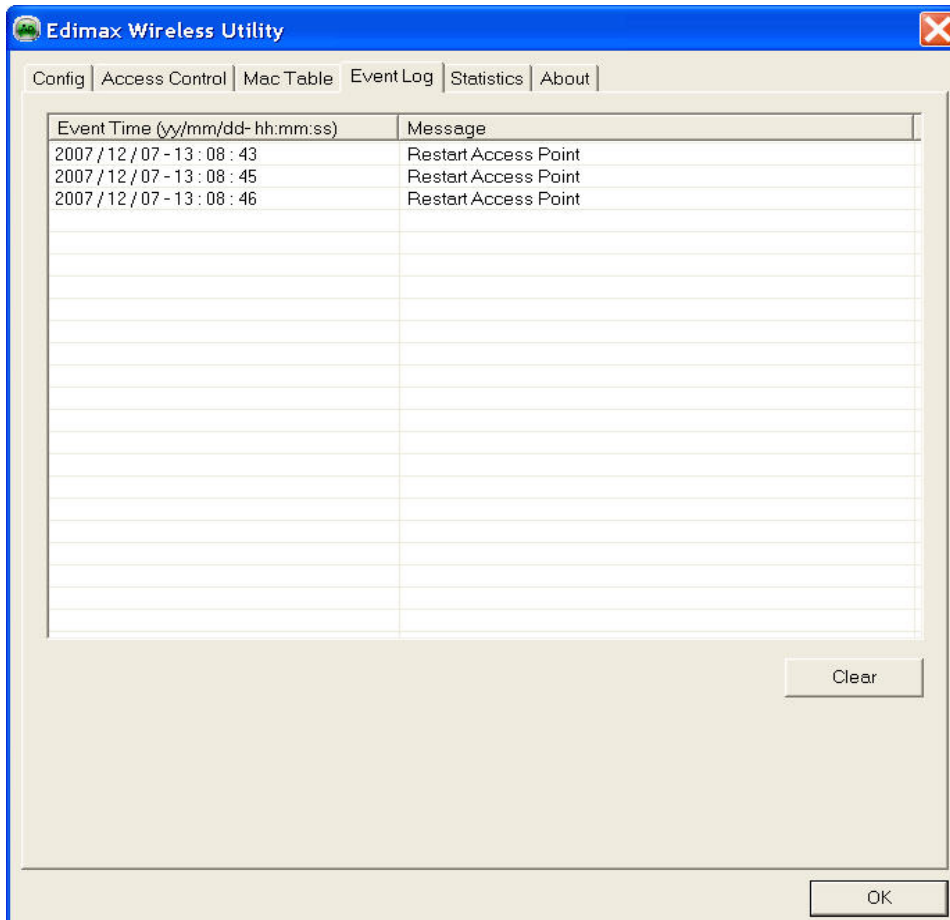 Edimax Wireless Utility
Config Access Control Mac Table Event Log Statistics About
Event Time (yy/mm/dd- hh:mm:ss) Message
2007 / 12 / 07 - 13 : 08 : 43 Restart Access Point
2007 / 12 / 07 - 13 : 08 : 45 Restart Access Point
2007 / 12 / 07 - 13 : 08 : 46 Restart Access Point
Clear
OK